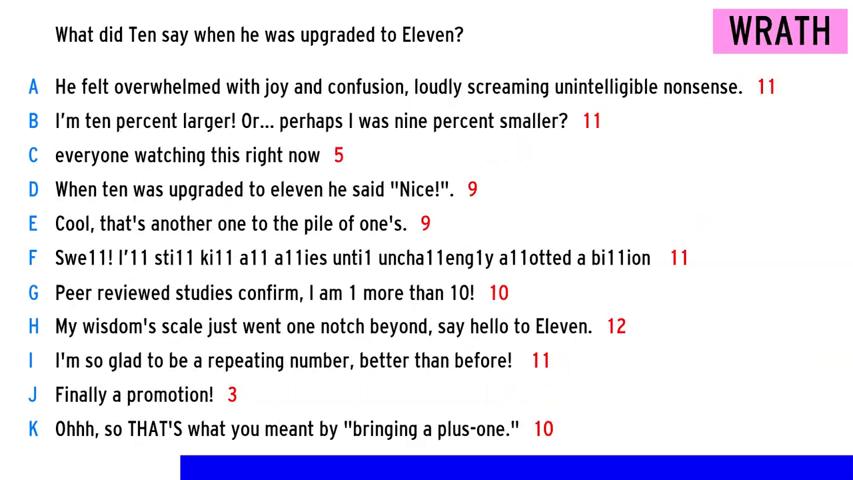 What did Ten say when he was upgraded to Eleven?
WRATH
A He felt overwhelmed with joy and confusion, loudly screaming unintelligible nonsense. 11
B I'm ten percent larger! Or... perhaps I was nine percent smaller? 11
C everyone watching this right now 5
D When ten was upgraded to eleven he said "Nice!". 9
E Cool, that's another one to the pile of one's. 9
F Swe11! I'11 sti11 ki11 a11 a11ies unti1 uncha11eng1y a11otted a bi11ion 11
G Peer reviewed studies confirm, I am 1 more than 10! 10
H My wisdom's scale just went one notch beyond, say hello to Eleven. 12
I I'm so glad to be a repeating number, better than before! 11
J Finally a promotion! 3
K Ohhh, so THAT'S what you meant by "bringing a plus-one." 10